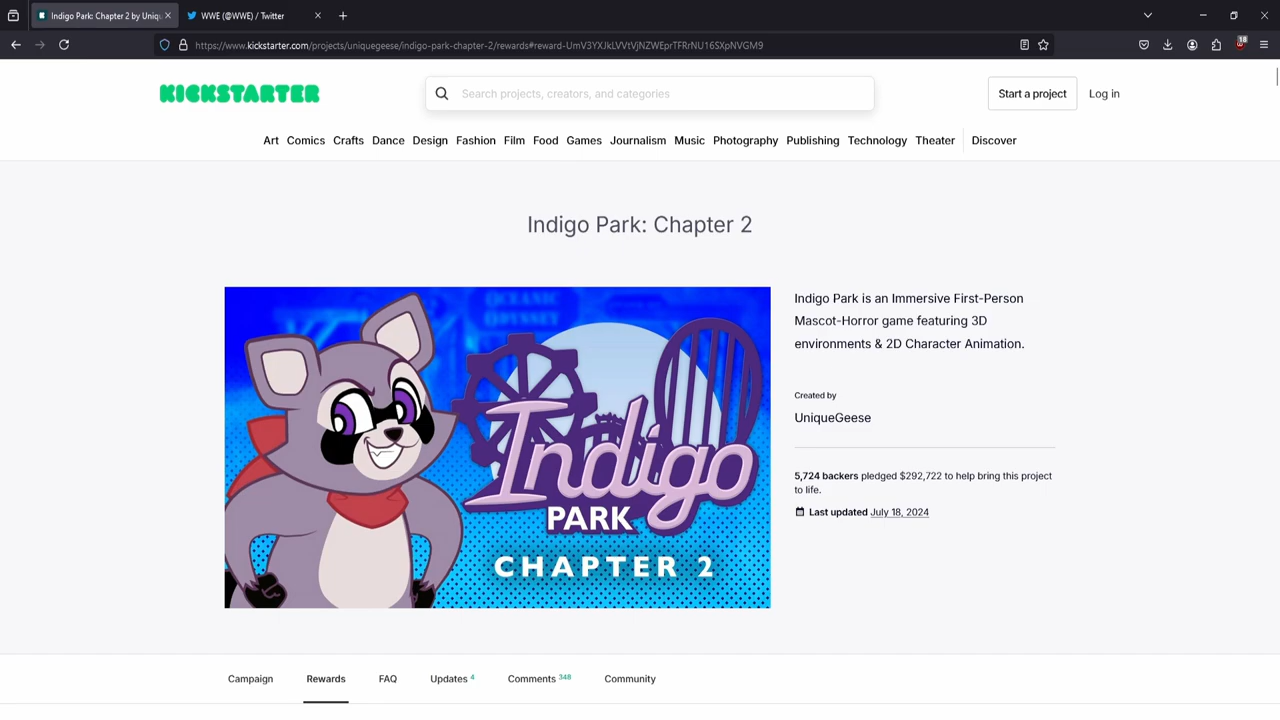 Indigo Park: Chapter 2 by Uniqu
WWE (@WWE) / Twitter
https://www.kickstarter.com/projects/uniquegeese/indigo-park-chapter-2/rewards#reward-UmV3YXJkLVVtVjNZWEprTFRrNU16SXpNVGM9
18
KICKSTARTER
Search projects, creators, and categories
Start a project
Log in
Art Comics Crafts Dance Design Fashion Film Food Games Journalism Music Photography Publishing Technology Theater Discover
Indigo Park: Chapter 2
OCEANIC
ODYSSEY
Indigo
PARK
CHAPTER 2
Indigo Park is an Immersive First-Person
Mascot-Horror game featuring 3D
environments & 2D Character Animation.
Created by
UniqueGeese
5,724 backers pledged $292,722 to help bring this project
to life.
Last updated July 18, 2024
Campaign Rewards FAQ Updates 4 Comments 348 Community